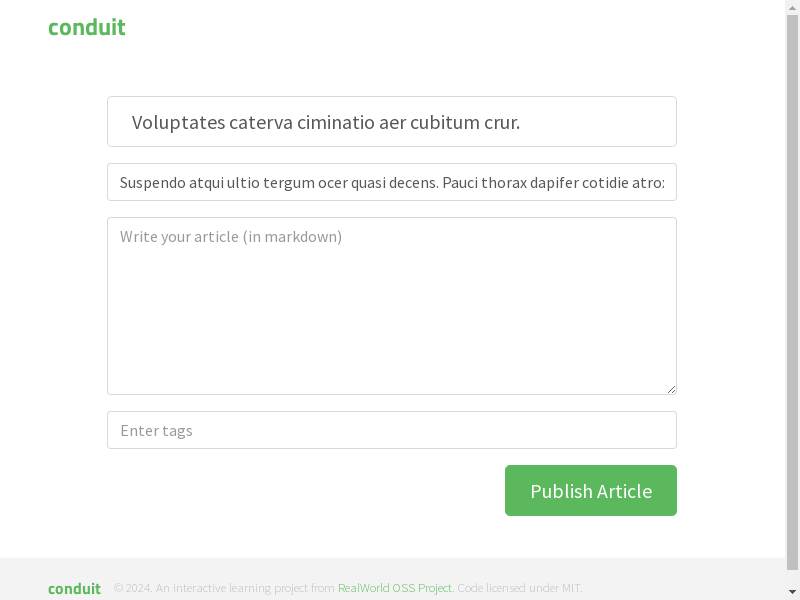 conduit
Voluptates caterva ciminatio aer cubitum crur.
Suspendo atqui ultio tergum ocer quasi decens. Pauci thorax dapifer cotidie atro:
Write your article (in markdown)
Enter tags
Publish Article
conduit © 2024. An interactive learning project from RealWorld OSS Project. Code licensed under MIT.